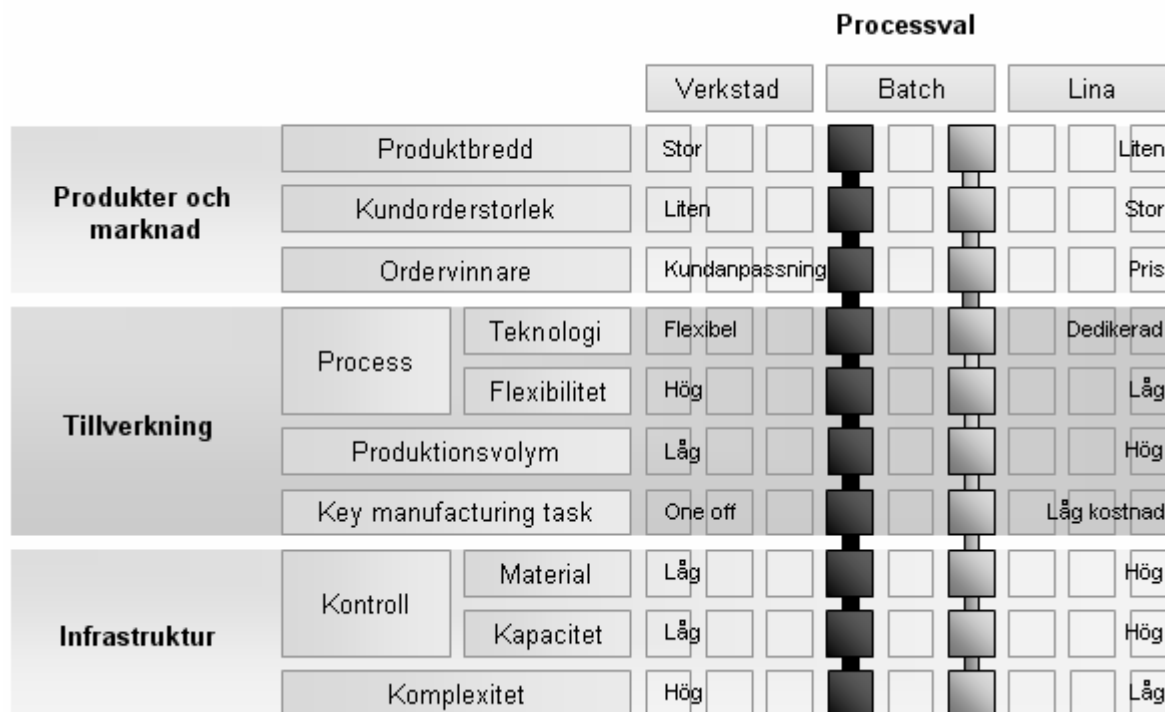 Processval
Verkstad Batch Lina
Produkter och
marknad
Produktbredd Stor Liten
Kundorderstorlek Liten Stor
Ordervinnare Kundanpassning Pris
Tillverkning
Process
Teknologi Flexibel Dedikerad
Flexibilitet Hög Låg
Produktionsvolym Låg Hög
Key manufacturing task One off Låg kostnad
Infrastruktur
Kontroll
Material Låg Hög
Kapacitet Låg Hög
Komplexitet Hög Låg